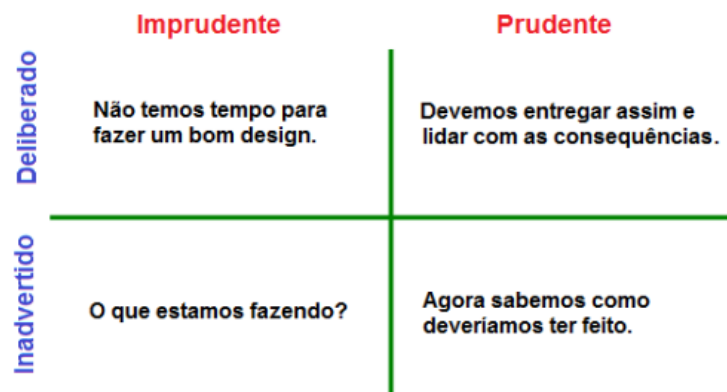 Imprudente
Prudente
Deliberado
Não temos tempo para
fazer um bom design.
Devemos entregar assim e
lidar com as consequências.
Inadvertido
O que estamos fazendo?
Agora sabemos como
deveriamos ter feito.